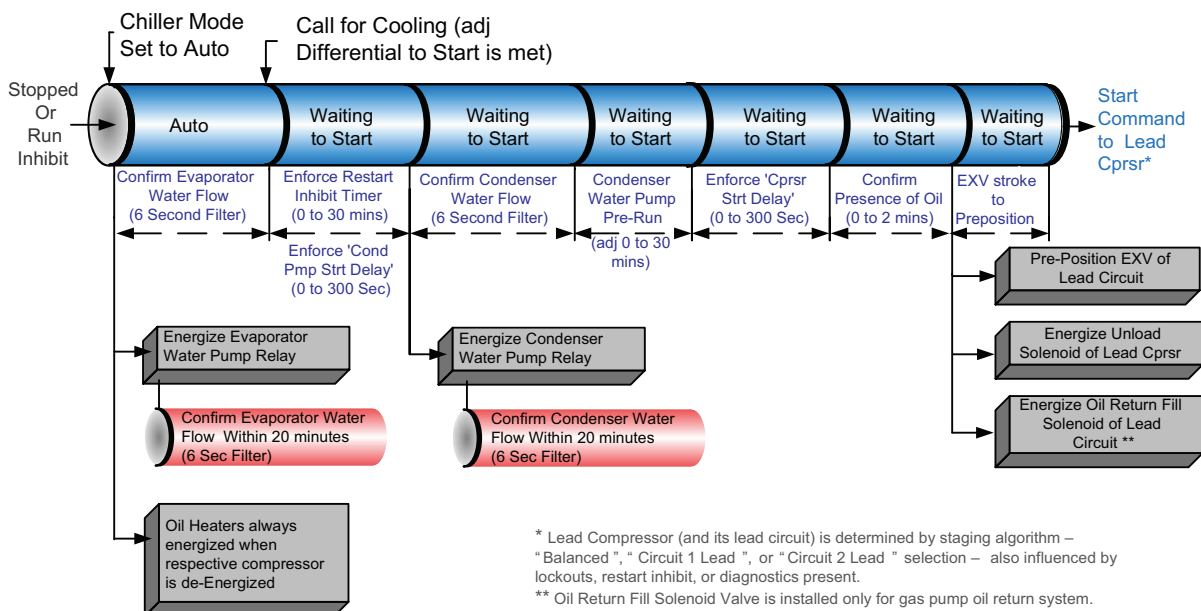 Chiller Mode
Set to Auto
Call for Cooling (adj
Differential to Start is met)
Stopped
Or
Run
Inhibit
Auto
Waiting
to Start
Waiting
to Start
Waiting
to Start
Waiting
to Start
Waiting
to Start
Waiting
to Start
Start
Command
to Lead
Cprsr*
Confirm Evaporator
Water Flow
(6 Second Filter)
Enforce Restart
Inhibit Timer
(0 to 30 mins)
Enforce 'Cond
Pmp Strt Delay'
(0 to 300 Sec)
Confirm Condenser
Water Flow
(6 Second Filter)
Condenser
Water Pump
Pre-Run
(adj 0 to 30
mins)
Enforce 'Cprsr
Strt Delay'
(0 to 300 Sec)
Confirm
Presence of Oil
(0 to 2 mins)
EXV stroke
to
Preposition
Pre-Position EXV of
Lead Circuit
Energize Unload
Solenoid of Lead Cprsr
Energize Oil Return Fill
Solenoid of Lead
Circuit **
Energize Evaporator
Water Pump Relay
Confirm Evaporator Water
Flow Within 20 minutes
(6 Sec Filter)
Energize Condenser
Water Pump Relay
Confirm Condenser Water
Flow Within 20 minutes
(6 Sec Filter)
Oil Heaters always
energized when
respective compressor
is de-Energized
* Lead Compressor (and its lead circuit) is determined by staging algorithm –
“Balanced ”, “ Circuit 1 Lead ”, or “Circuit 2 Lead ” selection – also influenced by
lockouts, restart inhibit, or diagnostics present.
** Oil Return Fill Solenoid Valve is installed only for gas pump oil return system.